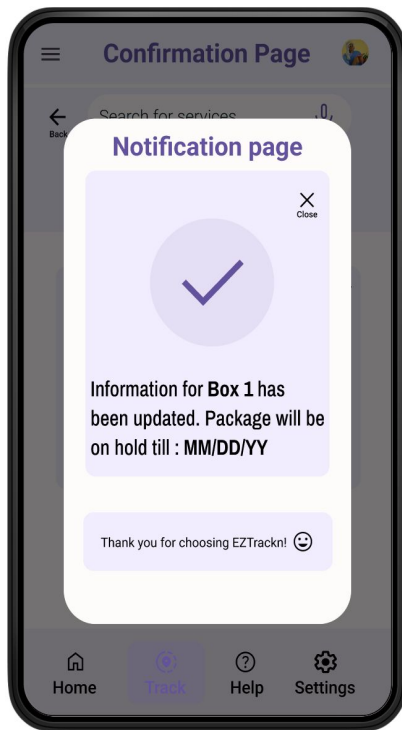 Confirmation Page
Search for services
Back
Notification page
Close
Information for Box 1 has
been updated. Package will be
on hold till : MM/DD/YY
Thank you for choosing EZTrackn!
Home
Track
Help
Settings